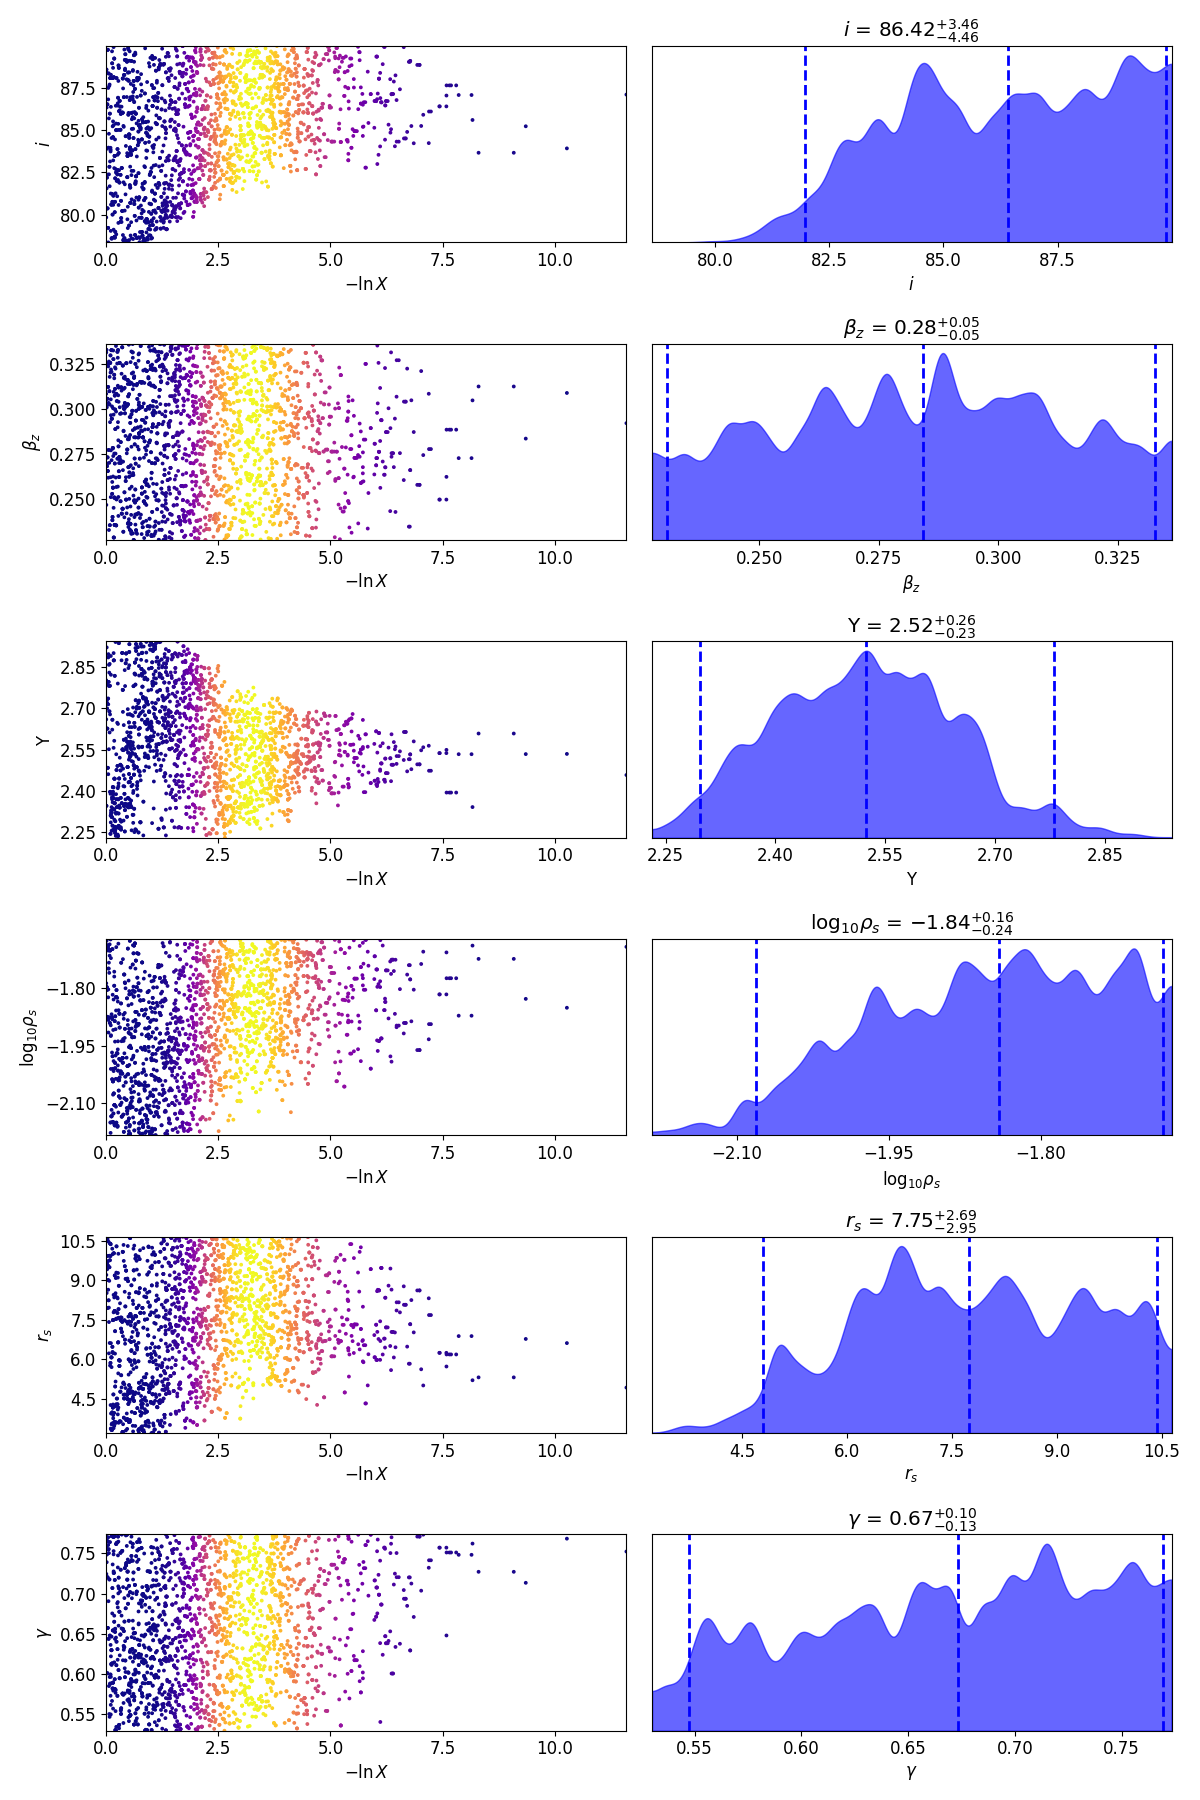 i = 86.42+3.46−4.46
87.5
85.0
82.5
80.0
i
0.0 2.5 5.0 7.5 10.0
−ln X
80.0 82.5 85.0 87.5
i
βz = 0.28+0.05−0.05
0.325
0.300
0.275
0.250
βz
0.0 2.5 5.0 7.5 10.0
−ln X
0.250 0.275 0.300 0.325
βz
Y = 2.52+0.26−0.23
2.85
2.70
2.55
2.40
2.25
Y
0.0 2.5 5.0 7.5 10.0
−ln X
2.25 2.40 2.55 2.70 2.85
Y
log10ρs = −1.84+0.16−0.24
−1.80
−1.95
−2.10
log10ρs
0.0 2.5 5.0 7.5 10.0
−ln X
−2.10 −1.95 −1.80
log10ρs
rs = 7.75+2.69−2.95
10.5
9.0
7.5
6.0
4.5
rs
0.0 2.5 5.0 7.5 10.0
−ln X
4.5 6.0 7.5 9.0 10.5
rs
γ = 0.67+0.10−0.13
0.75
0.70
0.65
0.60
0.55
γ
0.0 2.5 5.0 7.5 10.0
−ln X
0.55 0.60 0.65 0.70 0.75
γ